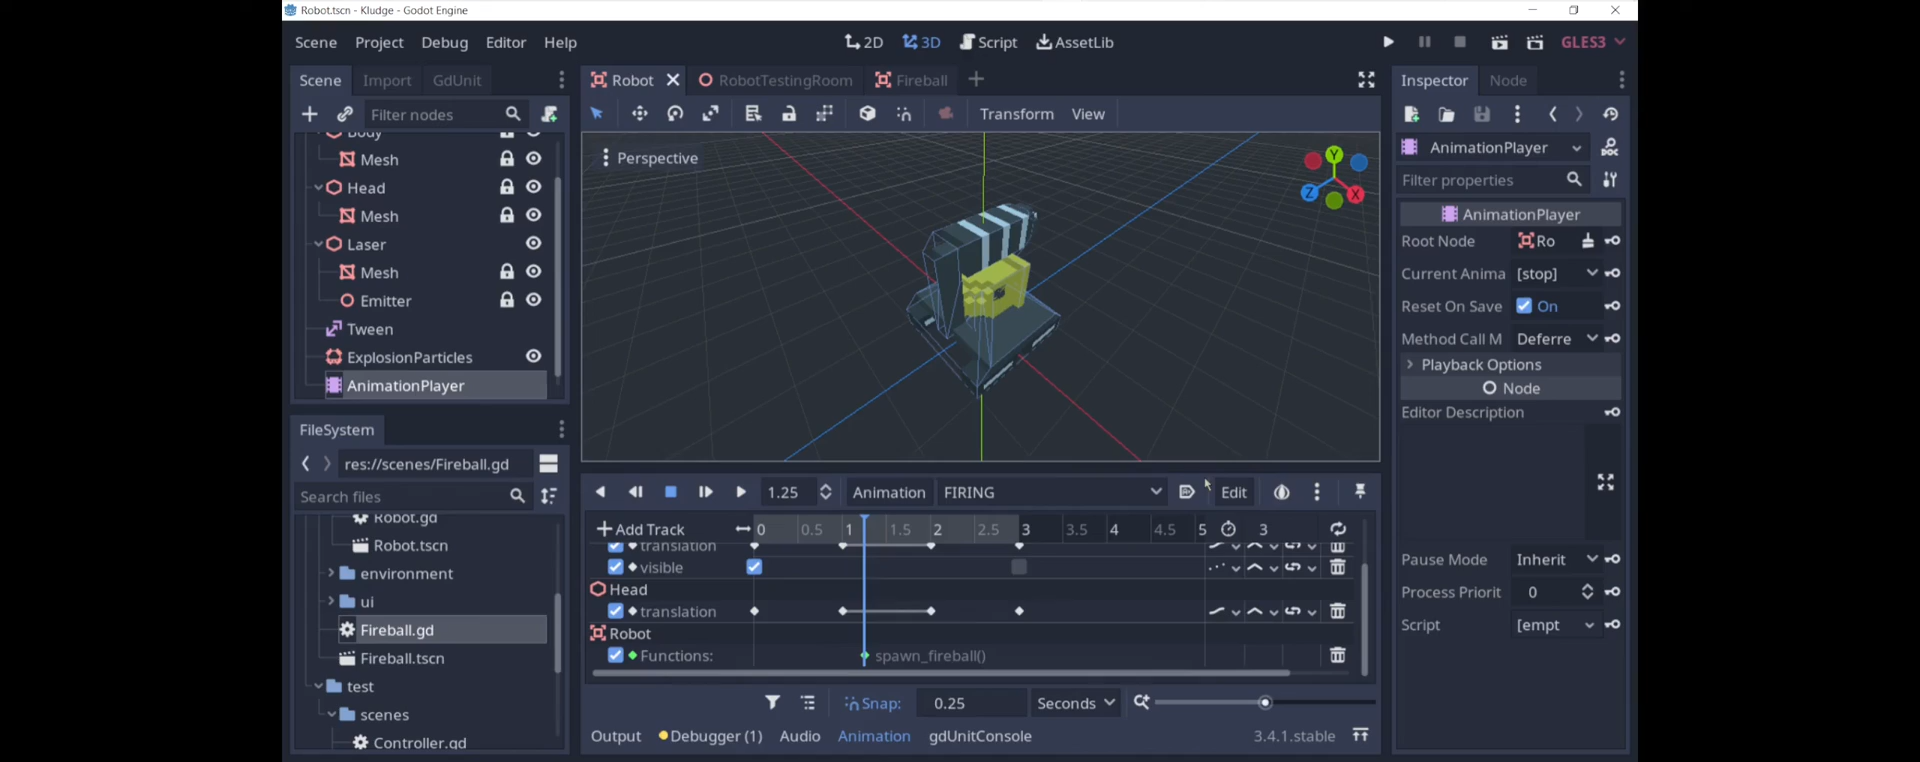 Robot.tscn - Kludge - Godot Engine
Scene Project Debug Editor Help
2D 3D Script AssetLib
GLES3
Scene Import GdUnit
Robot RobotTestingRoom Fireball
Inspector Node
Filter nodes
Transform View
Body
Mesh
Head
Mesh
Laser
Mesh
Emitter
Tween
ExplosionParticles
AnimationPlayer
Perspective
Y
Z
X
AnimationPlayer
Filter properties
AnimationPlayer
Root Node Ro
Current Anima [stop]
Reset On Save On
Method Call M Deferre
Playback Options
Node
Editor Description
Pause Mode Inherit
Process Priorit 0
Script [empt
FileSystem
res://scenes/Fireball.gd
Search files
Robot.gd
Robot.tscn
environment
ui
Fireball.gd
Fireball.tscn
test
scenes
Controller.gd
1.25 Animation FIRING Edit
Add Track 0 0.5 1 1.5 2 2.5 3 3.5 4 4.5 5 3
translation
visible
Head
translation
Robot
Functions: spawn_fireball()
Snap: 0.25 Seconds
Output Debugger (1) Audio Animation gdUnitConsole 3.4.1.stable